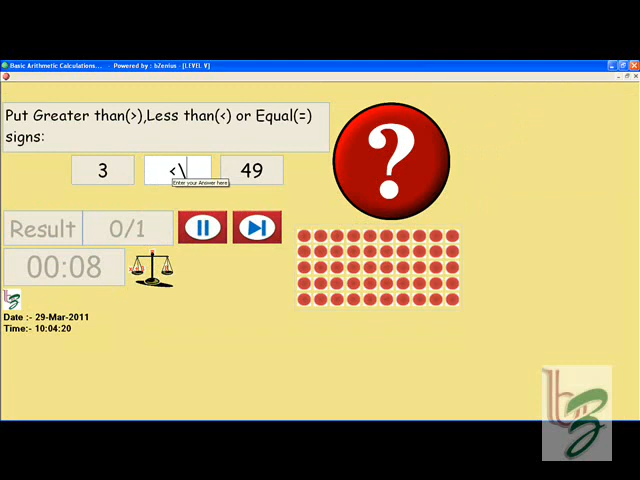 Basic Arithmetic Calculations... - Powered by : bZenius - [LEVEL V]
Put Greater than(>),Less than(<) or Equal(=)
signs:
3 <\ 49
Enter your Answer here
?
Result 0/1
00:08
Date :- 29-Mar-2011
Time:- 10:04:20
bz